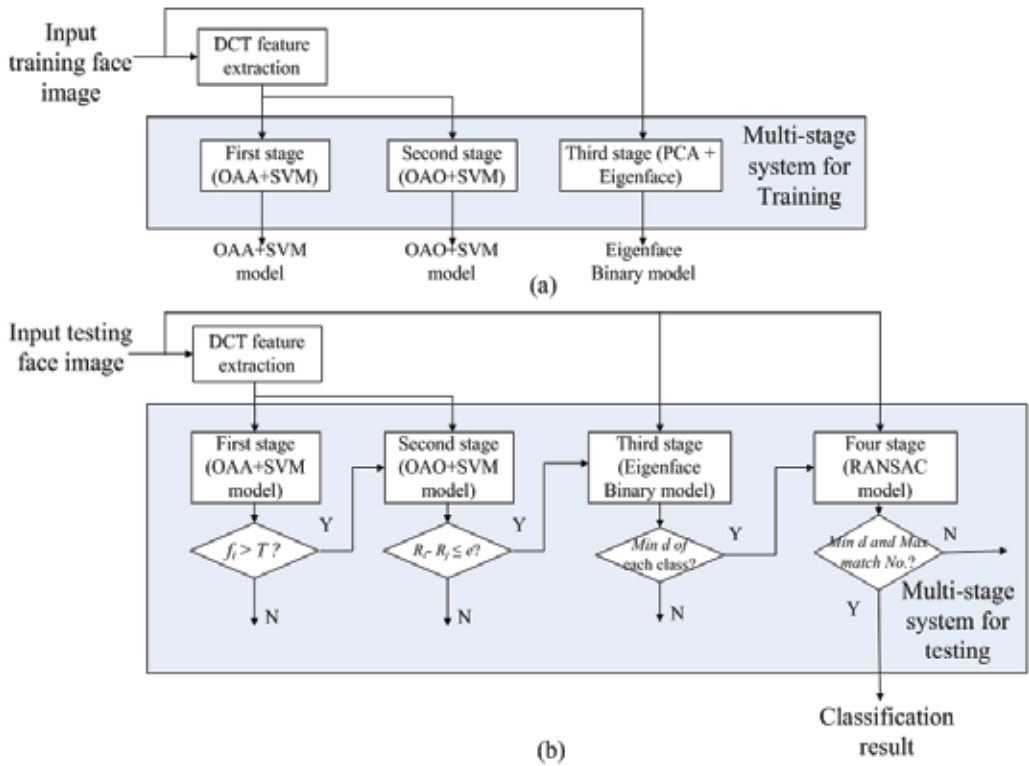 Input
training face
image
DCT feature
extraction
First stage
(OAA+SVM)
Second stage
(OAO+SVM)
Third stage (PCA +
Eigenface)
Multi-stage
system for
Training
OAA+SVM
model
OAO+SVM
model
Eigenface
Binary model
(a)
Input testing
face image
DCT feature
extraction
First stage
(OAA+SVM
model)
Second stage
(OAO+SVM
model)
Third stage
(Eigenface
Binary model)
Four stage
(RANSAC
model)
fi > T ?
Y
N
Ri- Rj ≤ e?
Y
N
Min d of
each class?
Y
N
Min d and Max
match No.?
N
Y
Multi-stage
system for
testing
Classification
result
(b)